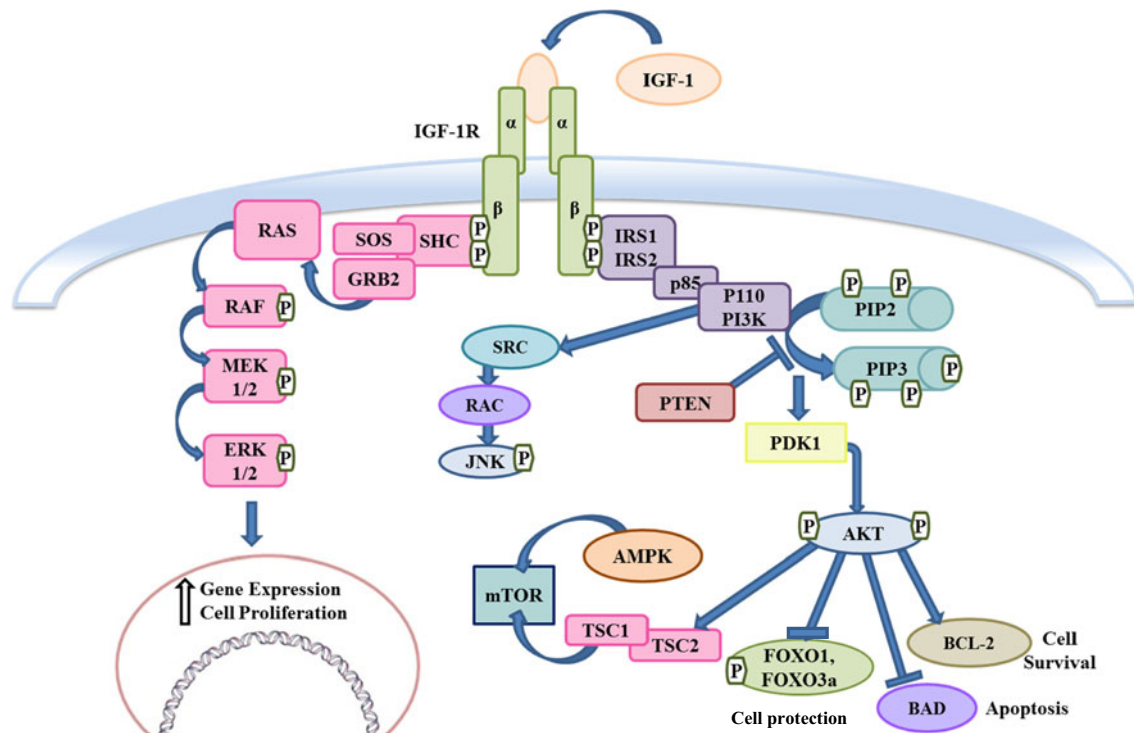 IGF-1
IGF-1R
α
α
β
β
P
P
P
P
RAS
SOS
SHC
GRB2
IRS1
IRS2
p85
P110
PI3K
P
P
PIP2
PIP3
P
P
P
RAF
P
MEK
1/2
P
ERK
1/2
P
SRC
RAC
JNK
P
PTEN
PDK1
P
AKT
P
AMPK
mTOR
TSC1
TSC2
Gene Expression
Cell Proliferation
P
FOXO1,
FOXO3a
Cell protection
BCL-2
Cell
Survival
BAD
Apoptosis